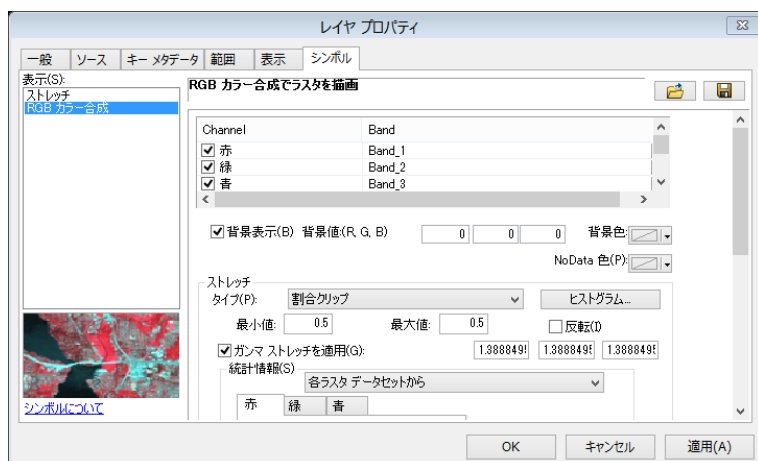 レイヤ プロパティ
一般 ソース キー メタデータ 範囲 表示 シンボル
表示(S):
ストレッチ
RGB カラー合成
RGB カラー合成でラスタを描画
Channel Band
赤 Band_1
緑 Band_2
青 Band_3
背景表示(B) 背景値:(R, G, B) 0 0 0 背景色:
NoData 色(P):
ストレッチ
タイプ(P): 割合クリップ ヒストグラム...
最小値: 0.5 最大値: 0.5 反転(I)
ガンマ ストレッチを適用(G): 1.388849 1.388849 1.388849
統計情報(S)
各ラスタ データセットから
赤 緑 青
シンボルについて
OK キャンセル 適用(A)